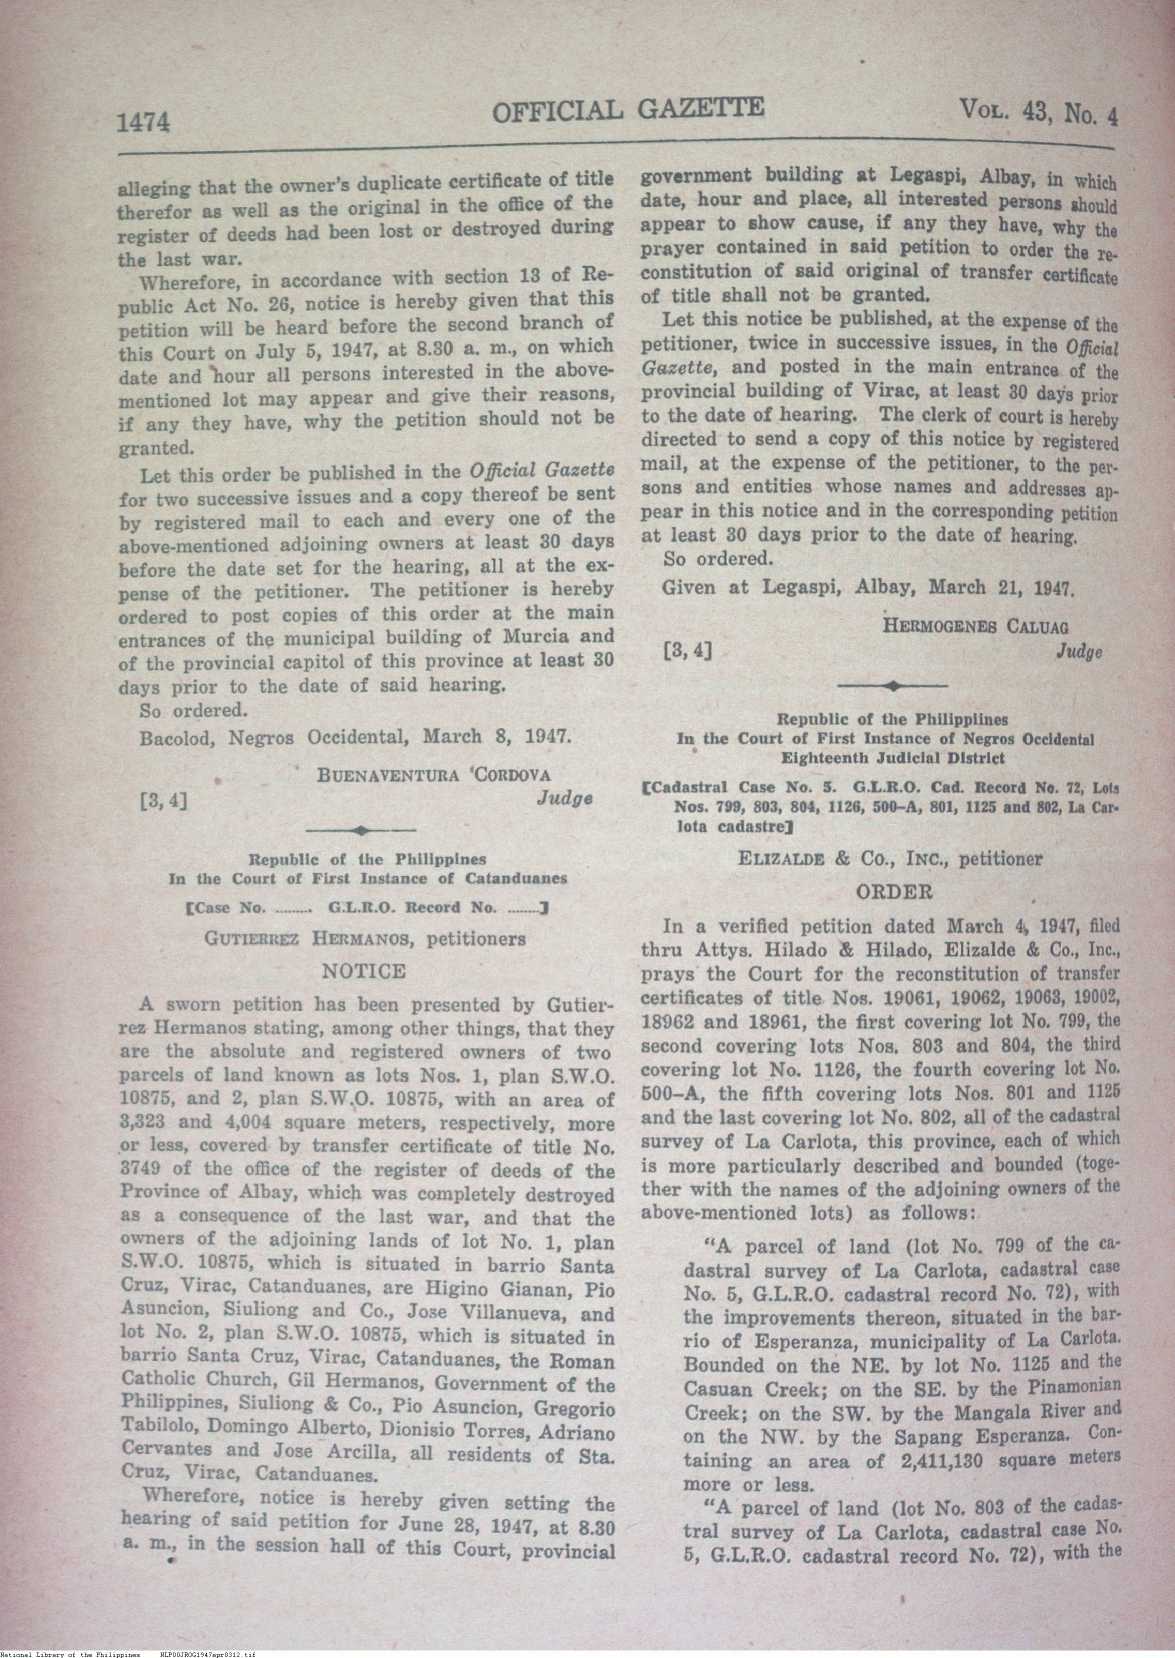 1474
OFFICIAL GAZETTE
VOL. 43, No. 4
alleging that the owner's duplicate certificate of title
therefor as well as the original in the office of the
register of deeds had been lost or destroyed during
the last war.
Wherefore, in accordance with section 13 of Re-
public Act No. 26, notice is hereby given that this
petition will be heard before the second branch of
this Court on July 5, 1947, at 8.30 a. m., on which
date and hour all persons interested in the above-
mentioned lot may appear and give their reasons,
if any they have, why the petition should not be
granted.
Let this order be published in the Official Gazette
for two successive issues and a copy thereof be sent
by registered mail to each and every one of the
above-mentioned adjoining owners at least 30 days
before the date set for the hearing, all at the ex-
pense of the petitioner. The petitioner is hereby
ordered to post copies of this order at the main
entrances of the municipal building of Murcia and
of the provincial capitol of this province at least 30
days prior to the date of said hearing.
So ordered.
Bacolod, Negros Occidental, March 8, 1947.
BUENAVENTURA CORDOVA
[3, 4] Judge
Republic of the Philippines
In the Court of First Instance of Catanduanes
[Case No. ......... G.L.R.O. Record No. ........]
GUTIERREZ HERMANOS, petitioners
NOTICE
A sworn petition has been presented by Gutier-
rez Hermanos stating, among other things, that they
are the absolute and registered owners of two
parcels of land known as lots Nos. 1, plan S.W.O.
10875, and 2, plan S.W.O. 10875, with an area of
3,323 and 4,004 square meters, respectively, more
or less, covered by transfer certificate of title No.
3749 of the office of the register of deeds of the
Province of Albay, which was completely destroyed
as a consequence of the last war, and that the
owners of the adjoining lands of lot No. 1, plan
S.W.O. 10875, which is situated in barrio Santa
Cruz, Virac, Catanduanes, are Higino Gianan, Pio
Asuncion, Siuliong and Co., Jose Villanueva, and
lot No. 2, plan S.W.O. 10875, which is situated in
barrio Santa Cruz, Virac, Catanduanes, the Roman
Catholic Church, Gil Hermanos, Government of the
Philippines, Siuliong & Co., Pio Asuncion, Gregorio
Tabilolo, Domingo Alberto, Dionisio Torres, Adriano
Cervantes and Jose Arcilla, all residents of Sta.
Cruz, Virac, Catanduanes.
Wherefore, notice is hereby given setting the
hearing of said petition for June 28, 1947, at 8.30
a. m., in the session hall of this Court, provincial
government building at Legaspi, Albay, in which
date, hour and place, all interested persons should
appear to show cause, if any they have, why the
prayer contained in said petition to order the re-
constitution of said original of transfer certificate
of title shall not be granted.
Let this notice be published, at the expense of the
petitioner, twice in successive issues, in the Official
Gazette, and posted in the main entrance of the
provincial building of Virac, at least 30 days prior
to the date of hearing. The clerk of court is hereby
directed to send a copy of this notice by registered
mail, at the expense of the petitioner, to the per-
sons and entities whose names and addresses ap-
pear in this notice and in the corresponding petition
at least 30 days prior to the date of hearing.
So ordered.
Given at Legaspi, Albay, March 21, 1947.
HERMOGENES CALUAG
[3, 4] Judge
Republic of the Philippines
In the Court of First Instance of Negros Occidental
Eighteenth Judicial District
[Cadastral Case No. 5. G.L.R.O. Cad. Record No. 72, Lots
Nos. 799, 803, 804, 1126, 500–A, 801, 1125 and 802, La Car-
lota cadastre]
ELIZALDE & Co., INC., petitioner
ORDER
In a verified petition dated March 4, 1947, filed
thru Attys. Hilado & Hilado, Elizalde & Co., Inc.,
prays the Court for the reconstitution of transfer
certificates of title Nos. 19061, 19062, 19063, 19002,
18962 and 18961, the first covering lot No. 799, the
second covering lots Nos. 803 and 804, the third
covering lot No. 1126, the fourth covering lot No.
500–A, the fifth covering lots Nos. 801 and 1125
and the last covering lot No. 802, all of the cadastral
survey of La Carlota, this province, each of which
is more particularly described and bounded (toge-
ther with the names of the adjoining owners of the
above-mentioned lots) as follows:
"A parcel of land (lot No. 799 of the ca-
dastral survey of La Carlota, cadastral case
No. 5, G.L.R.O. cadastral record No. 72), with
the improvements thereon, situated in the bar-
rio of Esperanza, municipality of La Carlota.
Bounded on the NE. by lot No. 1125 and the
Casuan Creek; on the SE. by the Pinamonian
Creek; on the SW. by the Mangala River and
on the NW. by the Sapang Esperanza. Con-
taining an area of 2,411,130 square meters
more or less.
"A parcel of land (lot No. 803 of the cadas-
tral survey of La Carlota, cadastral case No.
5, G.L.R.O. cadastral record No. 72), with the
National Library of the Philippines NLP00JROG1947apr0312.tif